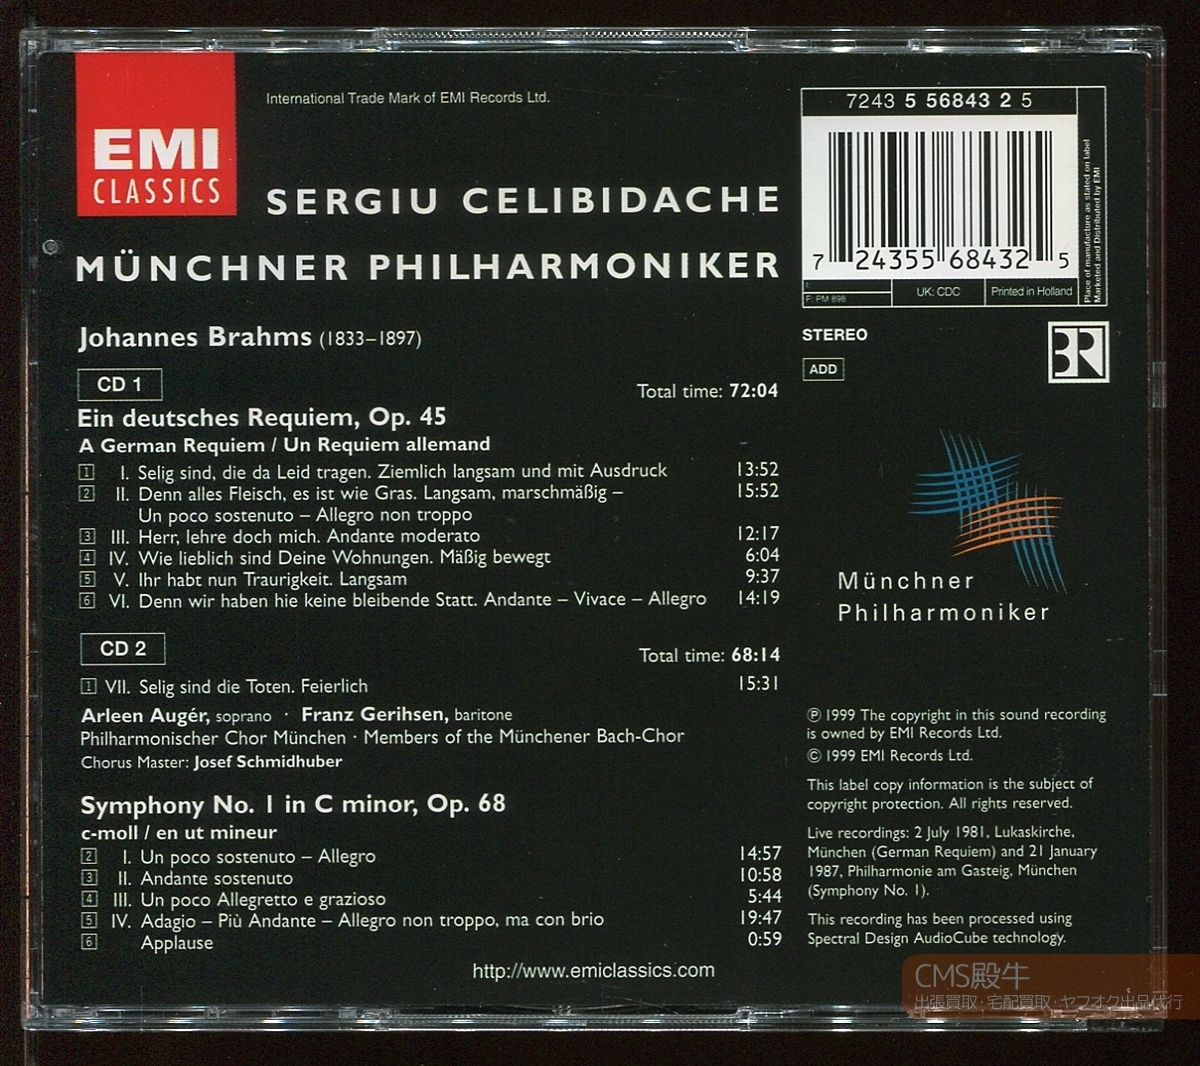 International Trade Mark of EMI Records Ltd.
EMI
CLASSICS
SERGIU CELIBIDACHE
MÜNCHNER PHILHARMONIKER
7243 5 56843 2 5
7 24355 68432 5
F: PM 898
UK: CDC
Printed in Holland
Place of manufacture as stated on label
Marketed and Distributed by EMI
STEREO
ADD
BR
Johannes Brahms (1833–1897)
CD 1
Total time: 72:04
Ein deutsches Requiem, Op. 45
A German Requiem / Un Requiem allemand
1 I. Selig sind, die da Leid tragen. Ziemlich langsam und mit Ausdruck 13:52
2 II. Denn alles Fleisch, es ist wie Gras. Langsam, marschmäßig – 15:52
Un poco sostenuto – Allegro non troppo
3 III. Herr, lehre doch mich. Andante moderato 12:17
4 IV. Wie lieblich sind Deine Wohnungen. Mäßig bewegt 6:04
5 V. Ihr habt nun Traurigkeit. Langsam 9:37
6 VI. Denn wir haben hie keine bleibende Statt. Andante – Vivace – Allegro 14:19
CD 2
Total time: 68:14
1 VII. Selig sind die Toten. Feierlich 15:31
Arleen Augér, soprano · Franz Gerihsen, baritone
Philharmonischer Chor München · Members of the Münchener Bach-Chor
Chorus Master: Josef Schmidhuber
Symphony No. 1 in C minor, Op. 68
c-moll / en ut mineur
2 I. Un poco sostenuto – Allegro 14:57
3 II. Andante sostenuto 10:58
4 III. Un poco Allegretto e grazioso 5:44
5 IV. Adagio – Più Andante – Allegro non troppo, ma con brio 19:47
6 Applause 0:59
http://www.emiclassics.com
Münchner
Philharmoniker
℗ 1999 The copyright in this sound recording
is owned by EMI Records Ltd.
© 1999 EMI Records Ltd.
This label copy information is the subject of
copyright protection. All rights reserved.
Live recordings: 2 July 1981, Lukaskirche,
München (German Requiem) and 21 January
1987, Philharmonie am Gasteig, München
(Symphony No. 1).
This recording has been processed using
Spectral Design AudioCube technology.
CMS殿牛
出張買取·宅配買取·ヤフオク出品代行